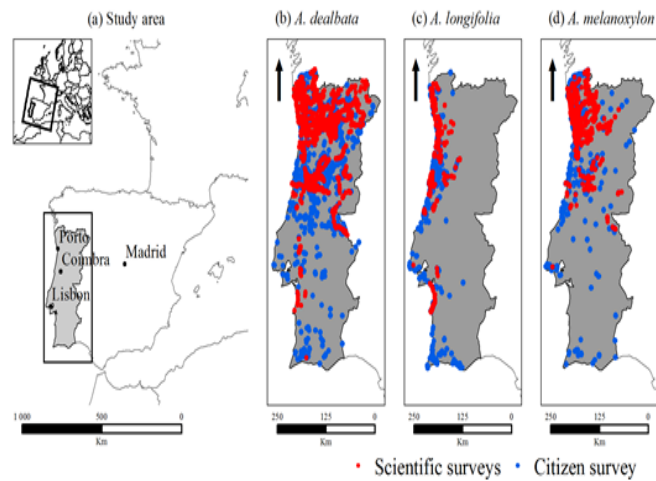 (a) Study area
(b) A. dealbata
(c) A. longifolia
(d) A. melanoxylon
Porto
Coimbra
Madrid
Lisbon
1 000 500 0
Km
250 125 0
Km
250 125 0
Km
250 125 0
Km
Scientific surveys
Citizen survey